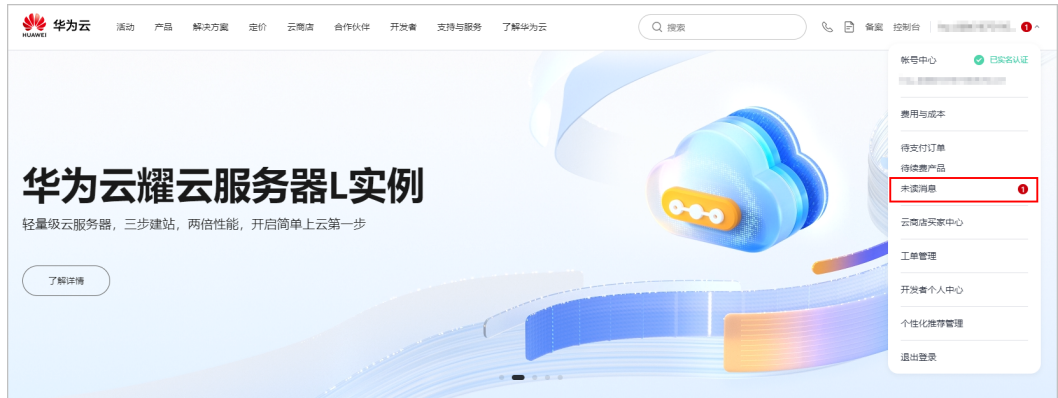 HUAWEI
华为云
活动 产品 解决方案 定价 云商店 合作伙伴 开发者 支持与服务 了解华为云
搜索
备案 控制台
1
帐号中心 已实名认证
费用与成本
待支付订单
待续费产品
未读消息 1
云商店买家中心
工单管理
开发者个人中心
个性化推荐管理
退出登录
华为云耀云服务器L实例
轻量级云服务器，三步建站，两倍性能，开启简单上云第一步
了解详情